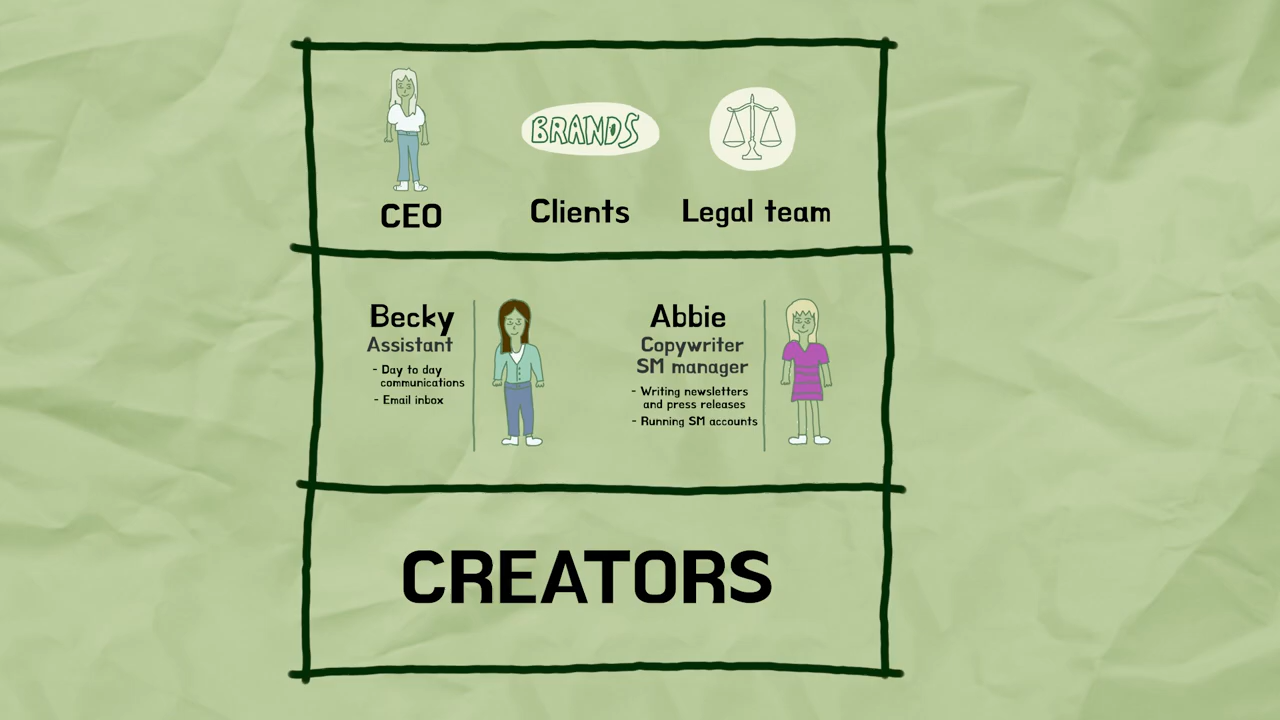 BRANDS
CEO
Clients
Legal team
Becky
Assistant
- Day to day
communications
- Email inbox
Abbie
Copywriter
SM manager
- Writing newsletters
and press releases
- Running SM accounts
CREATORS